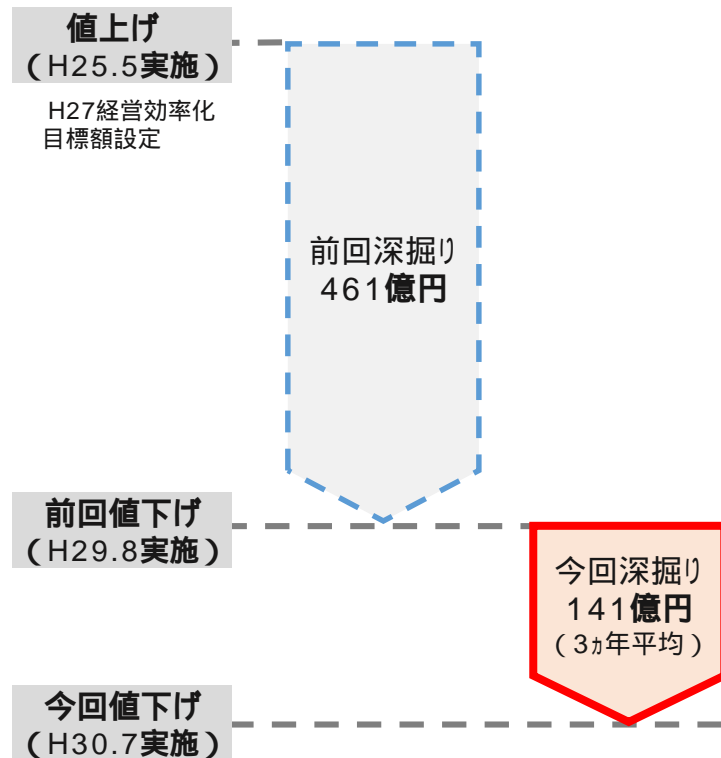 値上げ
（H25.5実施）
H27経営効率化
目標額設定
前回深掘り
461億円
前回値下げ
（H29.8実施）
今回深掘り
141億円
（3ヵ年平均）
今回値下げ
（H30.7実施）